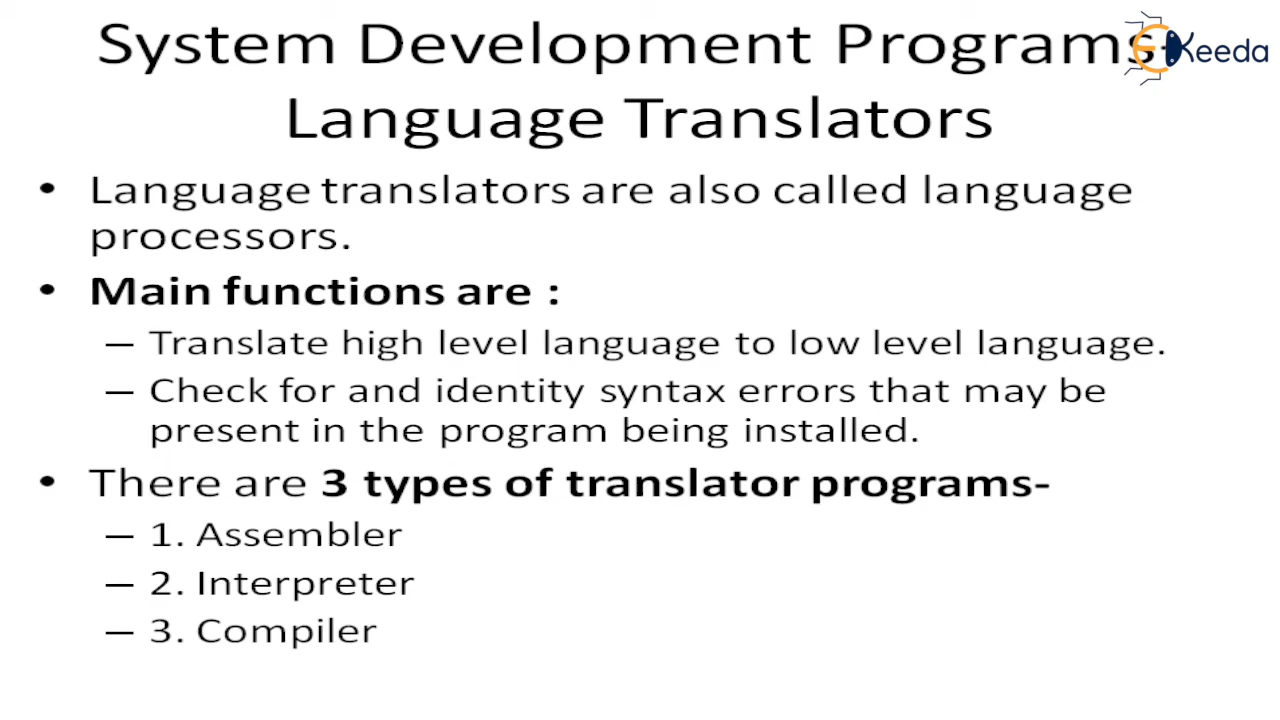 System Development Programs
Keeda
Language Translators
• Language translators are also called language
processors.
• Main functions are :
– Translate high level language to low level language.
– Check for and identity syntax errors that may be
present in the program being installed.
• There are 3 types of translator programs-
– 1. Assembler
– 2. Interpreter
– 3. Compiler